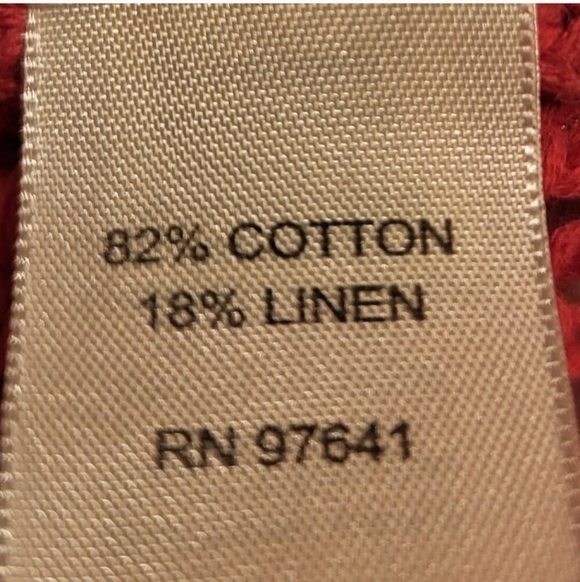 82% COTTON
18% LINEN
RN 97641